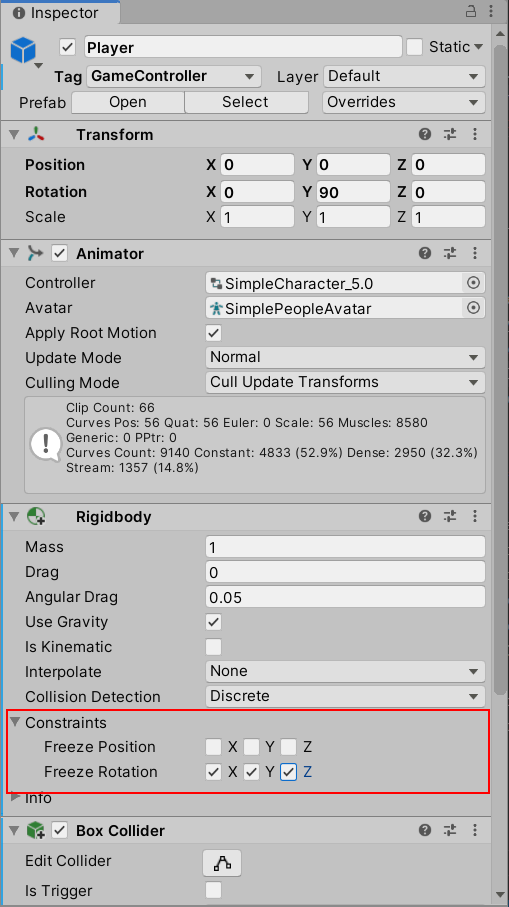 Inspector
Player
Static
Tag GameController Layer Default
Prefab Open Select Overrides
Transform
Position X 0 Y 0 Z 0
Rotation X 0 Y 90 Z 0
Scale X 1 Y 1 Z 1
Animator
Controller SimpleCharacter_5.0
Avatar SimplePeopleAvatar
Apply Root Motion
Update Mode Normal
Culling Mode Cull Update Transforms
Clip Count: 66
Curves Pos: 56 Quat: 56 Euler: 0 Scale: 56 Muscles: 8580
Generic: 0 PPtr: 0
Curves Count: 9140 Constant: 4833 (52.9%) Dense: 2950 (32.3%)
Stream: 1357 (14.8%)
Rigidbody
Mass 1
Drag 0
Angular Drag 0.05
Use Gravity
Is Kinematic
Interpolate None
Collision Detection Discrete
Constraints
Freeze Position X Y Z
Freeze Rotation X Y Z
Info
Box Collider
Edit Collider
Is Trigger